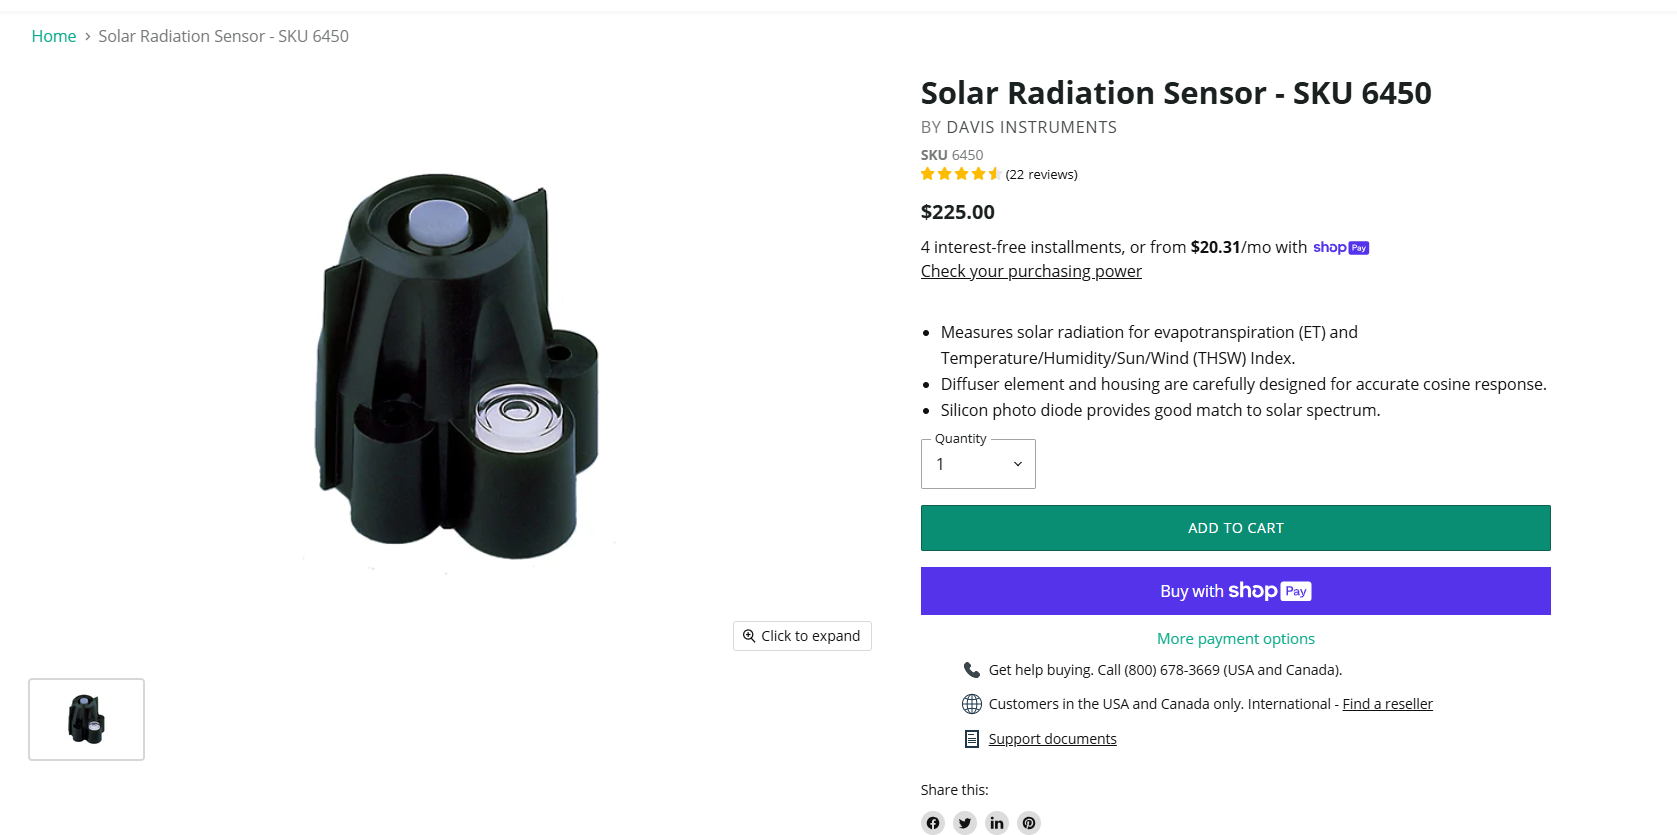 Home > Solar Radiation Sensor - SKU 6450
Solar Radiation Sensor - SKU 6450
BY DAVIS INSTRUMENTS
SKU 6450
(22 reviews)
$225.00
4 interest-free installments, or from $20.31/mo with shop Pay
Check your purchasing power
• Measures solar radiation for evapotranspiration (ET) and
Temperature/Humidity/Sun/Wind (THSW) Index.
• Diffuser element and housing are carefully designed for accurate cosine response.
• Silicon photo diode provides good match to solar spectrum.
Quantity
1
ADD TO CART
Buy with shop Pay
More payment options
Click to expand
Get help buying. Call (800) 678-3669 (USA and Canada).
Customers in the USA and Canada only. International - Find a reseller
Support documents
Share this: